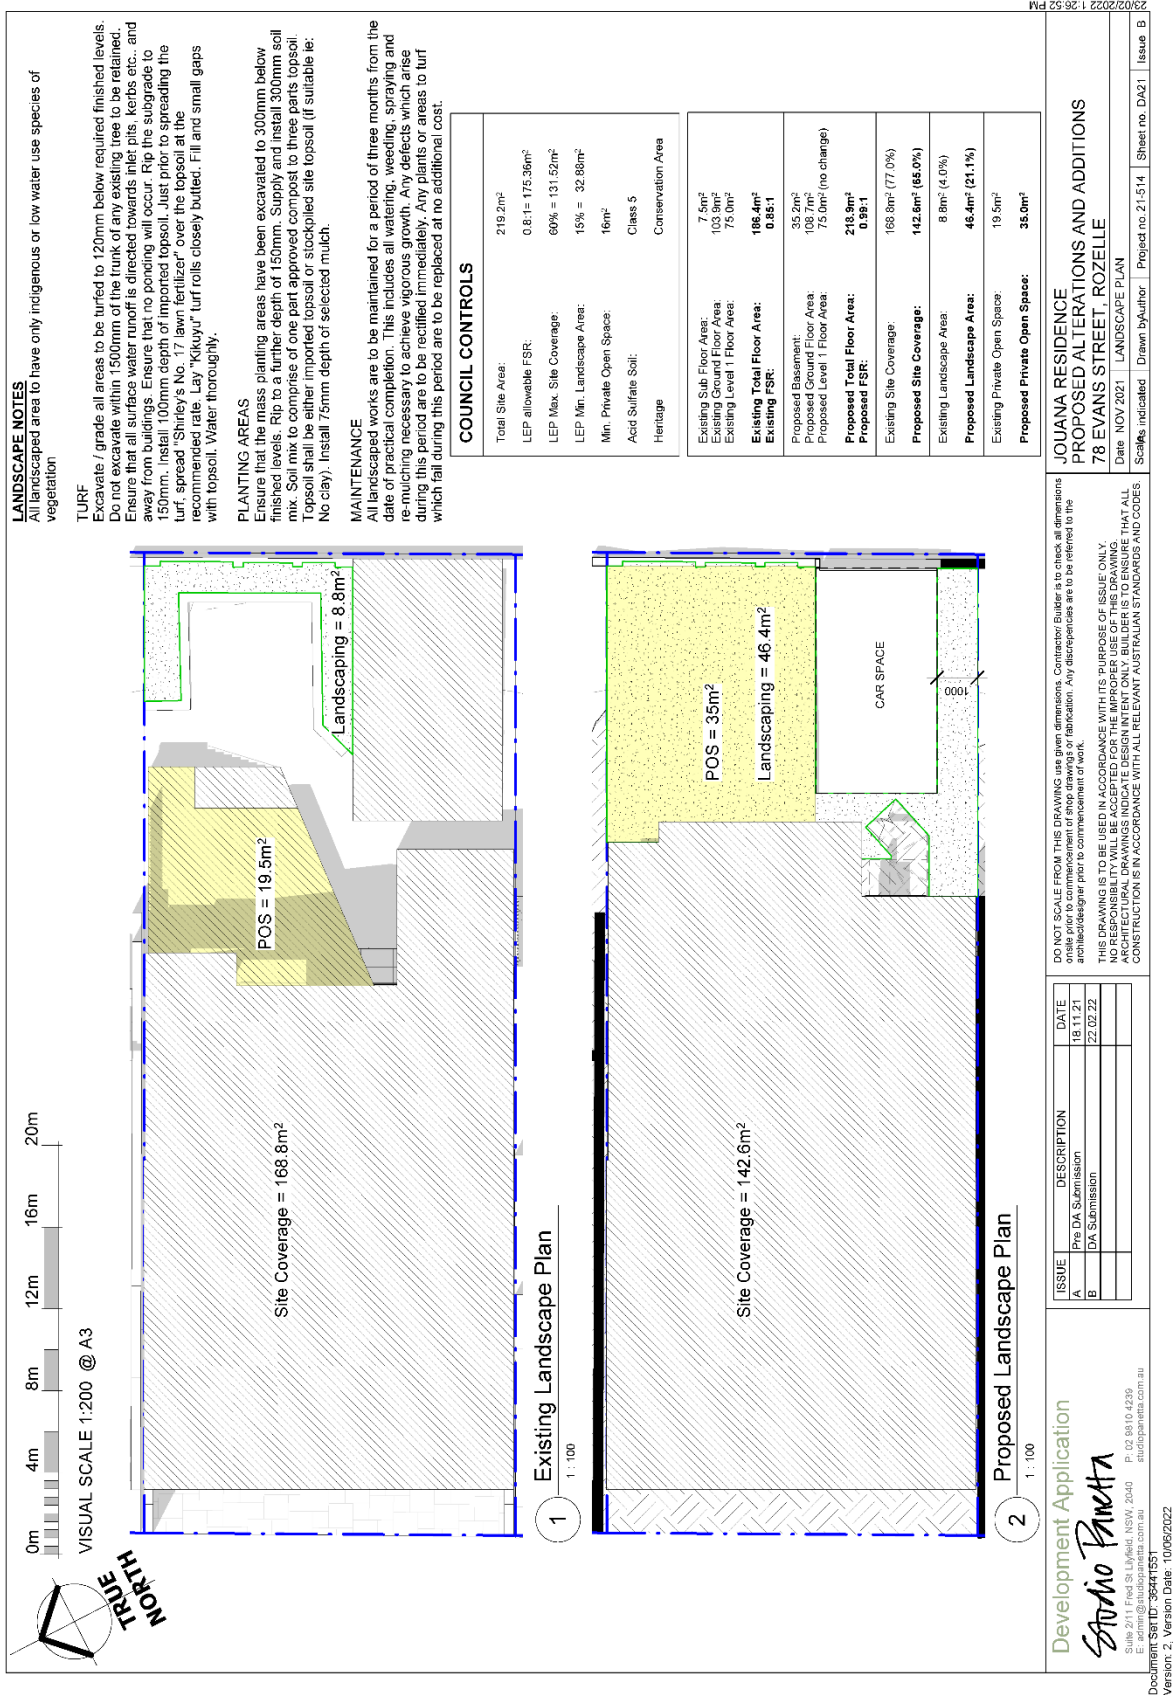 LANDSCAPE NOTES
All landscaped area to have only indigenous or low water use species of
vegetation
TURF
Excavate / grade all areas to be turfed to 120mm below required finished levels.
Do not excavate within 1500mm of the trunk of any existing tree to be retained.
Ensure that all surface water runoff is directed towards inlet pits, kerbs etc.. and
away from buildings. Ensure that no ponding will occur. Rip the subgrade to
150mm. Install 100mm depth of imported topsoil. Just prior to spreading the
turf, spread "Shirley's No. 17 lawn fertilizer" over the topsoil at the
recommended rate. Lay "Kikuyu" turf rolls closely butted. Fill and small gaps
with topsoil. Water thoroughly.
PLANTING AREAS
Ensure that the mass planting areas have been excavated to 300mm below
finished levels. Rip to a further depth of 150mm. Supply and install 300mm soil
mix. Soil mix to comprise of one part approved compost to three parts topsoil.
Topsoil shall be either imported topsoil or stockpiled site topsoil (if suitable ie:
No clay). Install 75mm depth of selected mulch.
MAINTENANCE
All landscaped works are to be maintained for a period of three months from the
date of practical completion. This includes all watering, weeding, spraying and
re-mulching necessary to achieve vigorous growth. Any defects which arise
during this period are to be rectified immediately. Any plants or areas to turf
which fail during this period are to be replaced at no additional cost.
COUNCIL CONTROLS
Total Site Area: 219.2m²
LEP allowable FSR: 0.8:1= 175.36m²
LEP Max. Site Coverage: 60% = 131.52m²
LEP Min. Landscape Area: 15% = 32.88m²
Min. Private Open Space: 16m²
Acid Sulfate Soil: Class 5
Heritage Conservation Area
Existing Sub Floor Area: 7.5m²
Existing Ground Floor Area: 103.9m²
Existing Level 1 Floor Area: 75.0m²
Existing Total Floor Area: 186.4m²
Existing FSR: 0.85:1
Proposed Basement: 35.2m²
Proposed Ground Floor Area: 108.7m²
Proposed Level 1 Floor Area: 75.0m² (no change)
Proposed Total Floor Area: 218.9m²
Proposed FSR: 0.99:1
Existing Site Coverage: 168.8m² (77.0%)
Proposed Site Coverage: 142.6m² (65.0%)
Existing Landscape Area: 8.8m² (4.0%)
Proposed Landscape Area: 46.4m² (21.1%)
Existing Private Open Space: 19.5m²
Proposed Private Open Space: 35.0m²
0m 4m 8m 12m 16m 20m
VISUAL SCALE 1:200 @ A3
TRUE
NORTH
Site Coverage = 168.8m²
POS = 19.5m²
Landscaping = 8.8m²
1
Existing Landscape Plan
1 : 100
Site Coverage = 142.6m²
POS = 35m²
Landscaping = 46.4m²
CAR SPACE
1000
2
Proposed Landscape Plan
1 : 100
Development Application
Studio Panetta
Suite 2/11 Fred St Lilyfield, NSW, 2040 P: 02 9810 4239
E: admin@studiopanetta.com.au studiopanetta.com.au
ISSUE DESCRIPTION DATE
A Pre DA Submission 18.11.21
B DA Submission 22.02.22
DO NOT SCALE FROM THIS DRAWING use given dimensions. Contractor/ Builder is to check all dimensions
onsite prior to commencement of shop drawings or fabrication. Any discrepencies are to be referred to the
architect/designer prior to commencement of work.
THIS DRAWING IS TO BE USED IN ACCORDANCE WITH ITS 'PURPOSE OF ISSUE' ONLY.
NO RESPONSIBILITY WILL BE ACCEPTED FOR THE IMPROPER USE OF THIS DRAWING.
ARCHITECTURAL DRAWINGS INDICATE DESIGN INTENT ONLY. BUILDER IS TO ENSURE THAT ALL
CONSTRUCTION IS IN ACCORDANCE WITH ALL RELEVANT AUSTRALIAN STANDARDS AND CODES.
JOUANA RESIDENCE
PROPOSED ALTERATIONS AND ADDITIONS
78 EVANS STREET, ROZELLE
Date NOV 2021 LANDSCAPE PLAN
Scale As indicated Drawn by Author Project no. 21-514 Sheet no. DA21 Issue B
23/02/2022 1:26:52 PM
Document Set ID: 36441551
Version: 2, Version Date: 10/06/2022